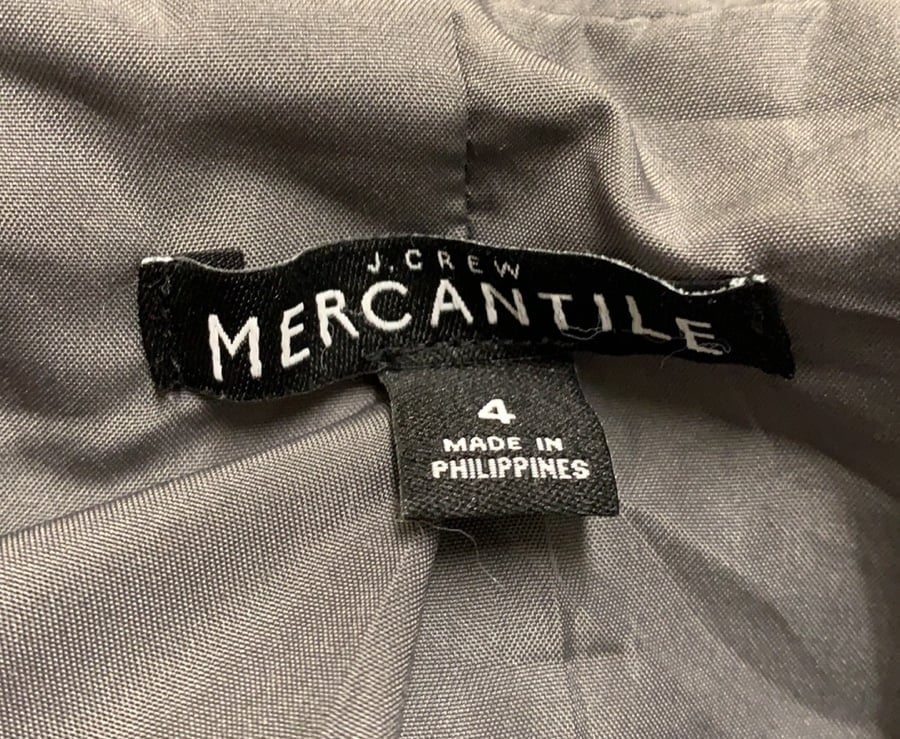 J.CREW
MERCANTILE
4
MADE IN
PHILIPPINES